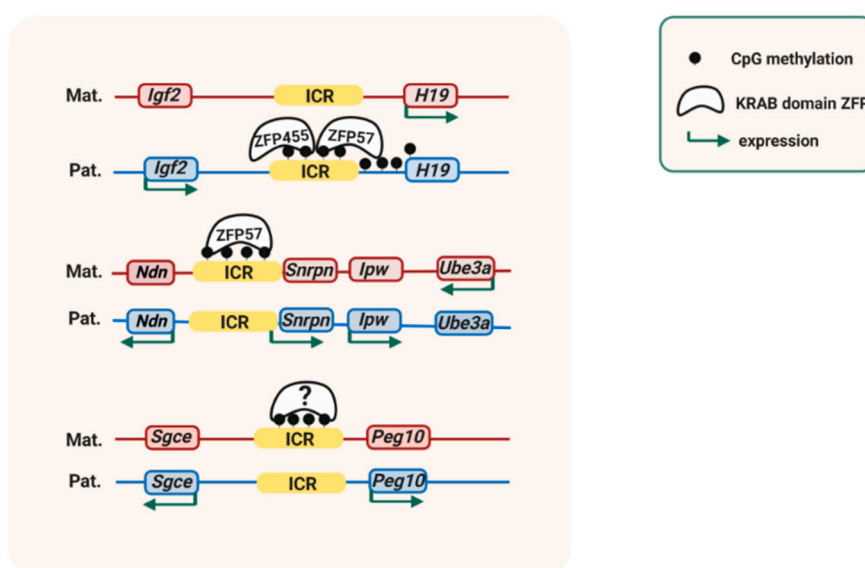 Mat. Igf2 ICR H19
ZFP455 ZFP57
Pat. Igf2 ICR H19
ZFP57
Mat. Ndn ICR Snrpn Ipw Ube3a
Pat. Ndn ICR Snrpn Ipw Ube3a
?
Mat. Sgce ICR Peg10
Pat. Sgce ICR Peg10
CpG methylation
KRAB domain ZFP
expression